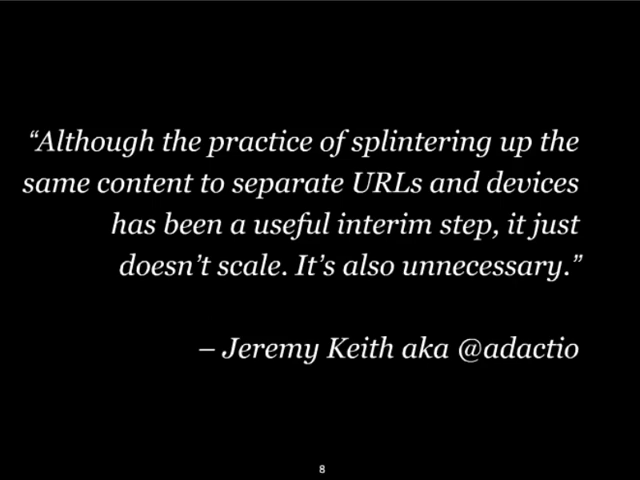 “Although the practice of splintering up the
same content to separate URLs and devices
has been a useful interim step, it just
doesn’t scale. It’s also unnecessary.”
– Jeremy Keith aka @adactio
8